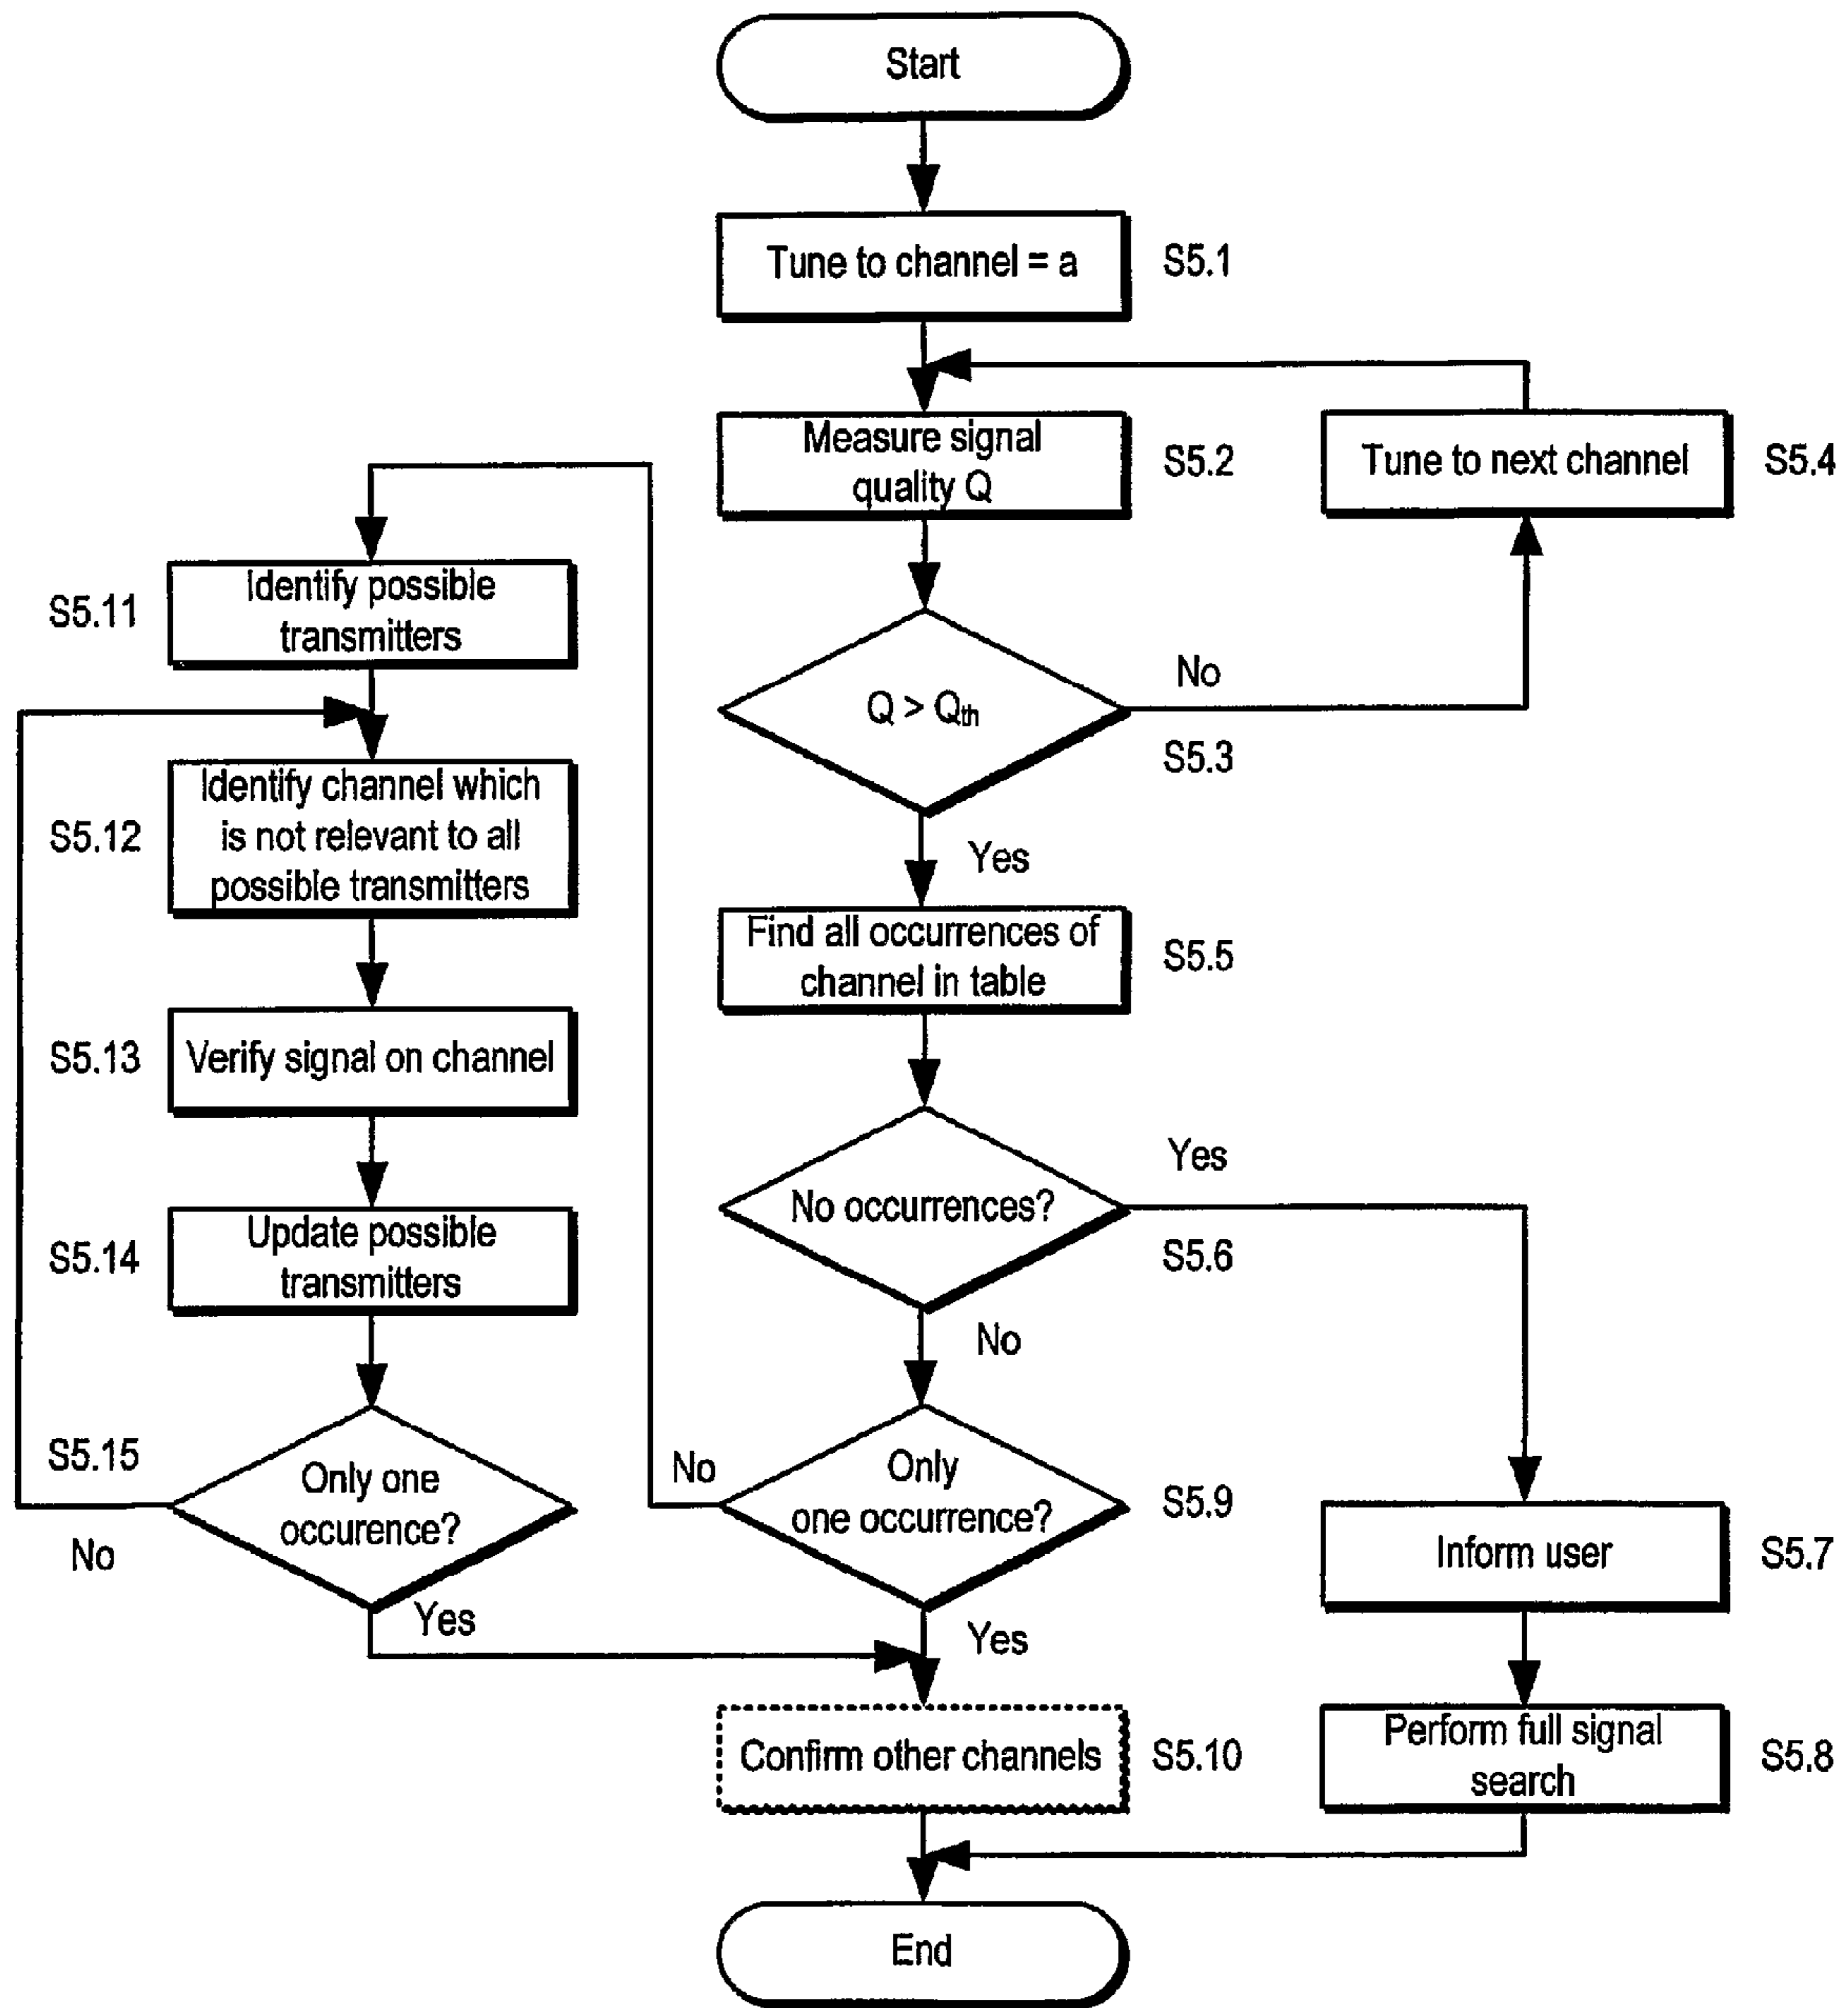 Start
Tune to channel = a
S5.1
Measure signal
quality Q
S5.2
Tune to next channel
S5.4
Q > Qth
No
S5.3
Yes
Find all occurrences of
channel in table
S5.5
No occurrences?
Yes
S5.6
No
Only
one occurrence?
No
S5.9
Yes
Inform user
S5.7
Perform full signal
search
S5.8
Confirm other channels
S5.10
End
S5.11
Identify possible
transmitters
S5.12
Identify channel which
is not relevant to all
possible transmitters
S5.13
Verify signal on channel
S5.14
Update possible
transmitters
S5.15
Only one
occurence?
No
Yes